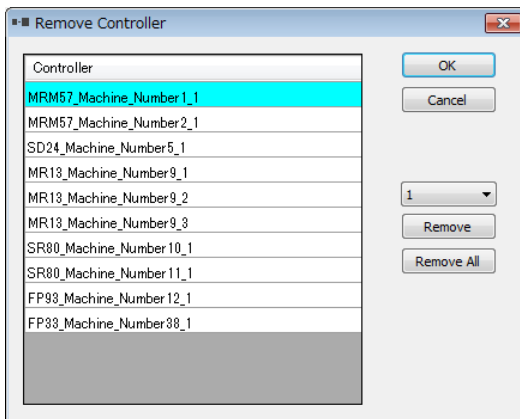 Remove Controller
Controller
MRM57_Machine_Number1_1
MRM57_Machine_Number2_1
SD24_Machine_Number5_1
MR13_Machine_Number9_1
MR13_Machine_Number9_2
MR13_Machine_Number9_3
SR80_Machine_Number10_1
SR80_Machine_Number11_1
FP93_Machine_Number12_1
FP33_Machine_Number38_1
OK
Cancel
1
Remove
Remove All